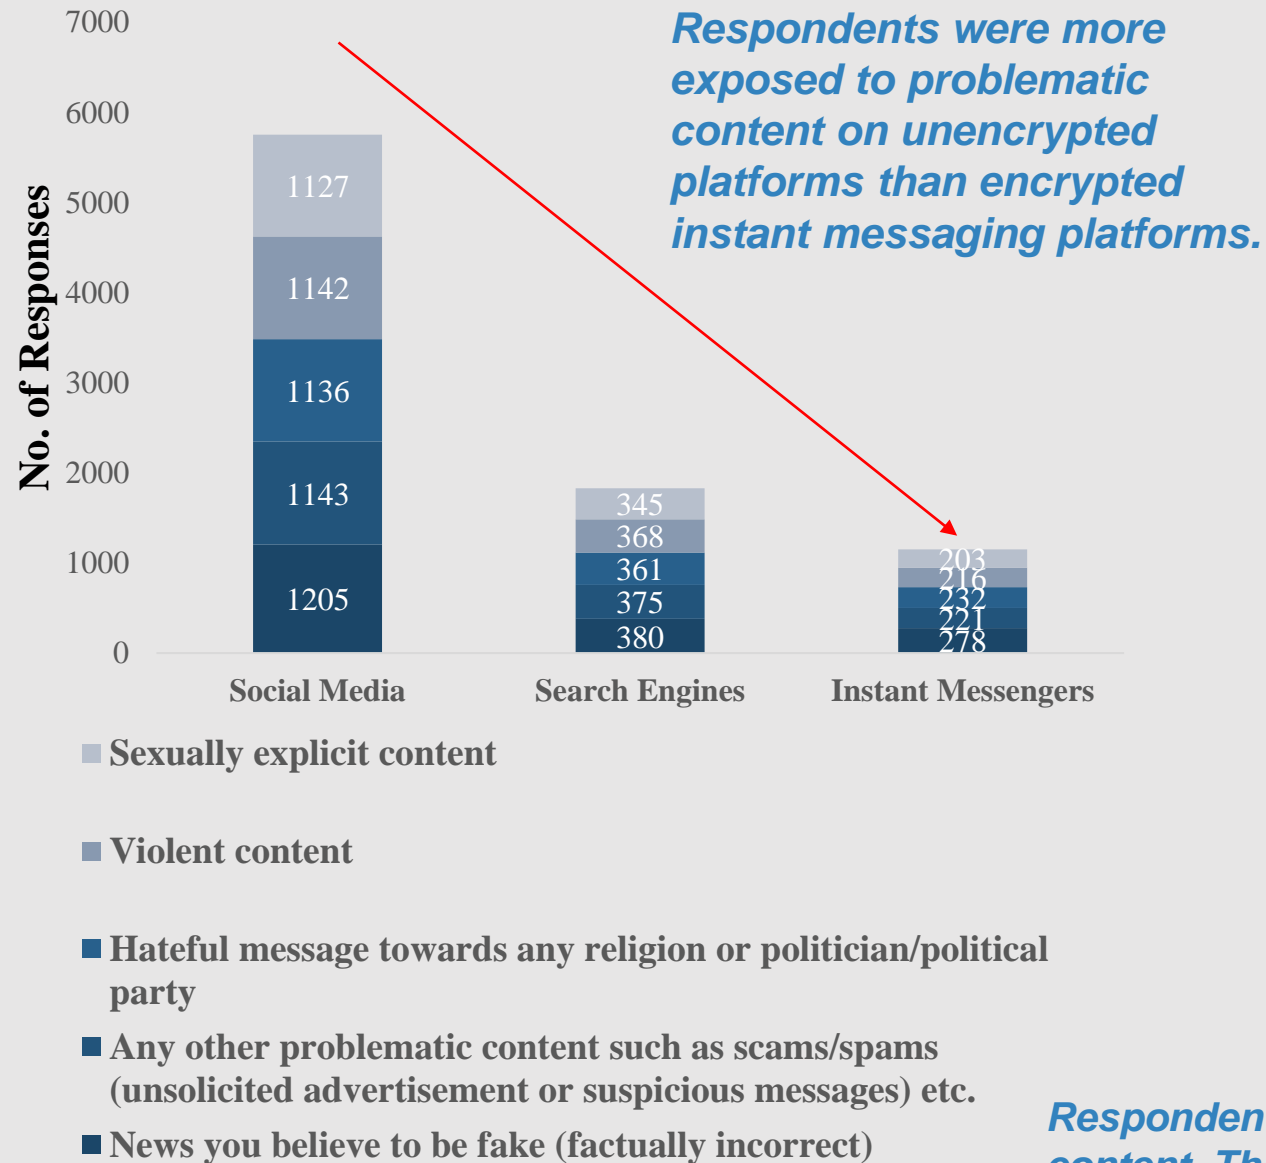 7000
6000
5000
4000
3000
2000
1000
0
No. of Responses
Respondents were more
exposed to problematic
content on unencrypted
platforms than encrypted
instant messaging platforms.
1127
1142
1136
1143
1205
345
368
361
375
380
203
216
232
221
278
Social Media
Search Engines
Instant Messengers
Sexually explicit content
Violent content
Hateful message towards any religion or politician/political
party
Any other problematic content such as scams/spams
(unsolicited advertisement or suspicious messages) etc.
Responden
News you believe to be fake (factually incorrect)
content. Th